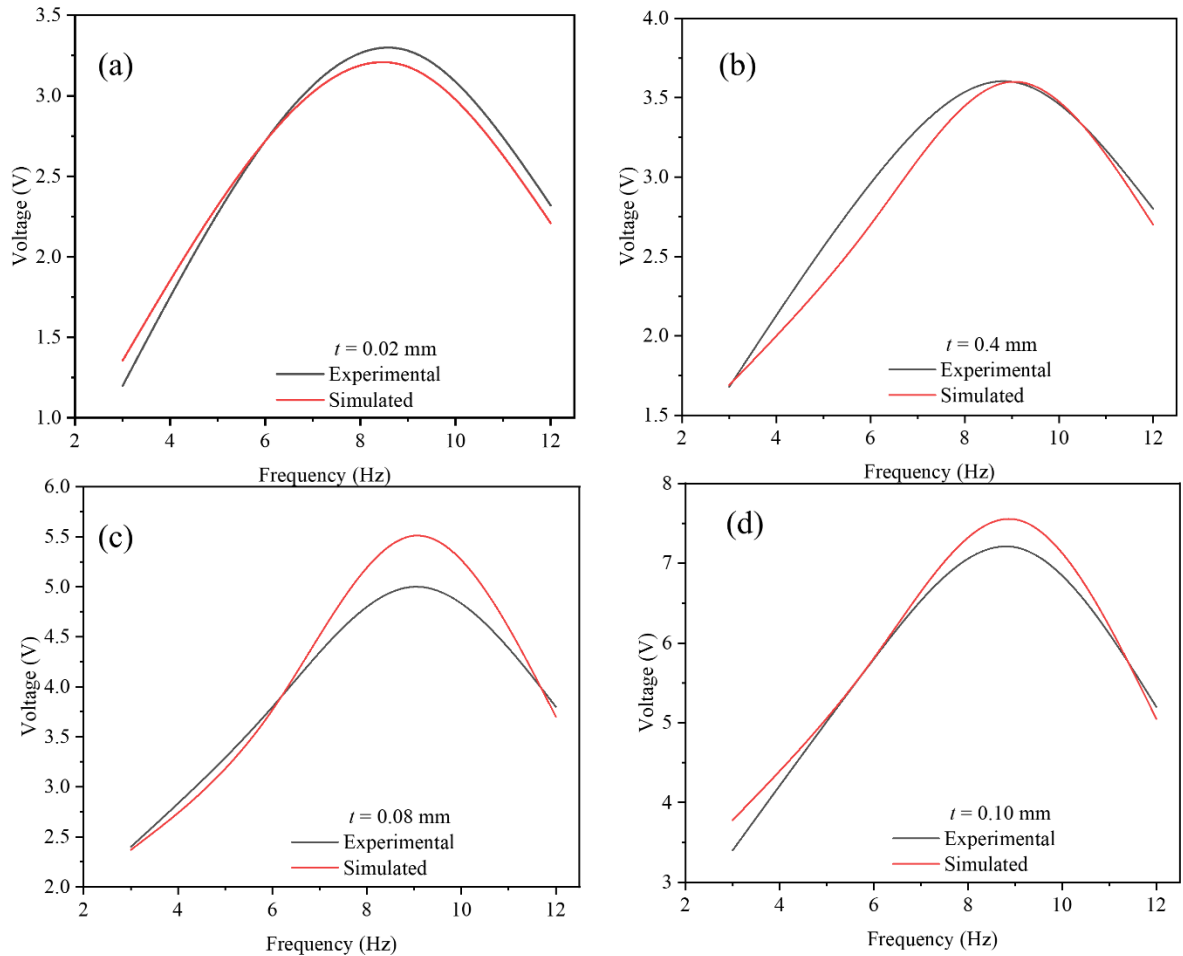 (a)
3.5
3.0
2.5
2.0
1.5
1.0
Voltage (V)
t = 0.02 mm
Experimental
Simulated
2 4 6 8 10 12
Frequency (Hz)
(b)
4.0
3.5
3.0
2.5
2.0
1.5
Voltage (V)
t = 0.4 mm
Experimental
Simulated
2 4 6 8 10 12
Frequency (Hz)
(c)
6.0
5.5
5.0
4.5
4.0
3.5
3.0
2.5
2.0
Voltage (V)
t = 0.08 mm
Experimental
Simulated
2 4 6 8 10 12
Frequency (Hz)
(d)
8
7
6
5
4
3
Voltage (V)
t = 0.10 mm
Experimental
Simulated
2 4 6 8 10 12
Frequency (Hz)